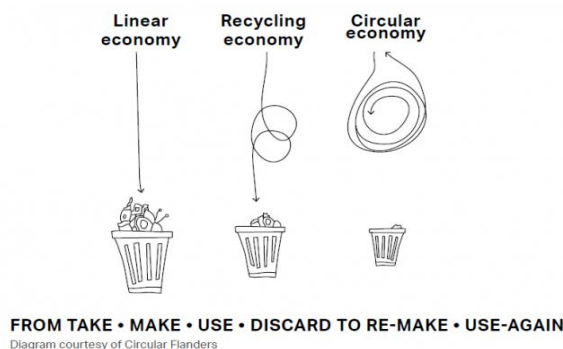 Linear
economy
Recycling
economy
Circular
economy
FROM TAKE • MAKE • USE • DISCARD TO RE-MAKE • USE-AGAIN
Diagram courtesy of Circular Flanders